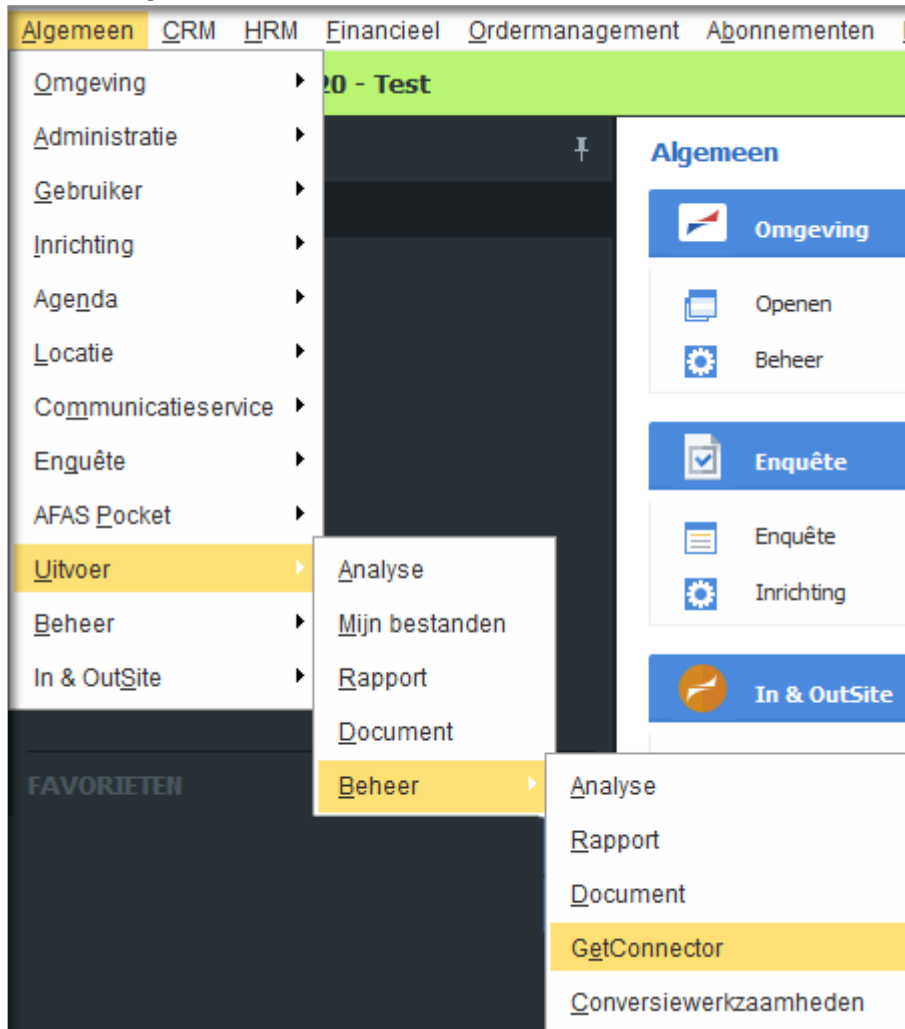 Algemeen CRM HRM Financieel Ordermanagement Abonnementen
20 - Test
Omgeving
Administratie
Gebruiker
Inrichting
Agenda
Locatie
Communicatieservice
Enquête
AFAS Pocket
Uitvoer
Beheer
In & OutSite
FAVORIETEN
Analyse
Mijn bestanden
Rapport
Document
Beheer
Analyse
Rapport
Document
GetConnector
Conversiewerkzaamheden
Algemeen
Omgeving
Openen
Beheer
Enquête
Enquête
Inrichting
In & OutSite